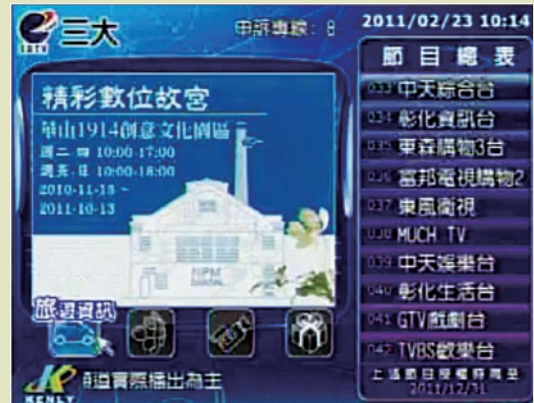 三大
申訴專線：8
2011/02/23 10:14
節目總表
精彩數位故宮
華山1914創意文化園區
週二-四 10:00-17:00
週五-日 10:00-18:00
2010-11-13 ~
2011-10-13
033 中天綜合台
034 彰化資訊台
035 東森購物3台
036 富邦電視購物2
037 東風衛視
038 MUCH TV
039 中天娛樂台
040 彰化生活台
041 GTV戲劇台
042 TVBS歡樂台
上述節目授權時間至
2011/12/31
旅遊資訊
頻道實際播出為主
KENLY